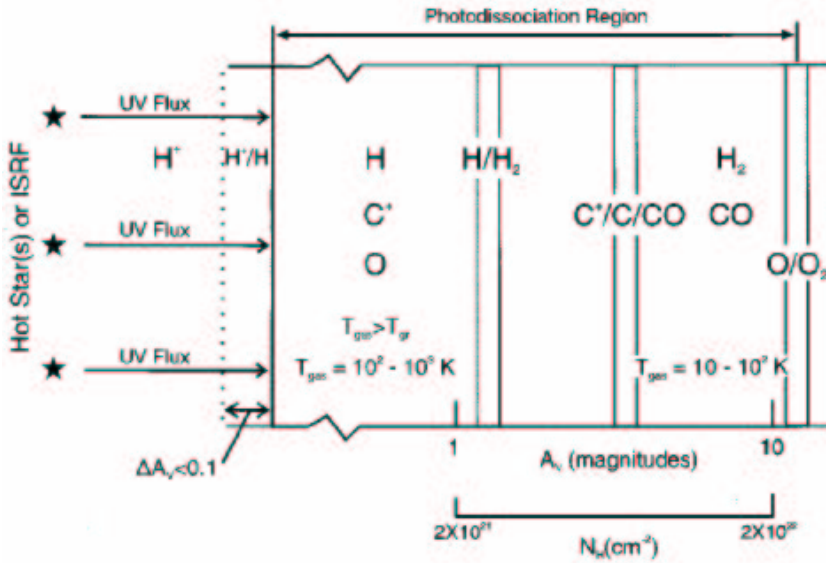 Photodissociation Region
Hot Star(s) or ISRF
UV Flux
H⁺ H⁺/H H H/H₂ H₂
C⁺ C⁺/C/CO CO
UV Flux
O O/O₂
T_gas>T_gr
UV Flux
T_gas = 10² - 10³ K T_gas = 10 - 10² K
ΔA_v<0.1
1 A_v (magnitudes) 10
2X10²¹ 2X10²⁰
N_H(cm⁻²)